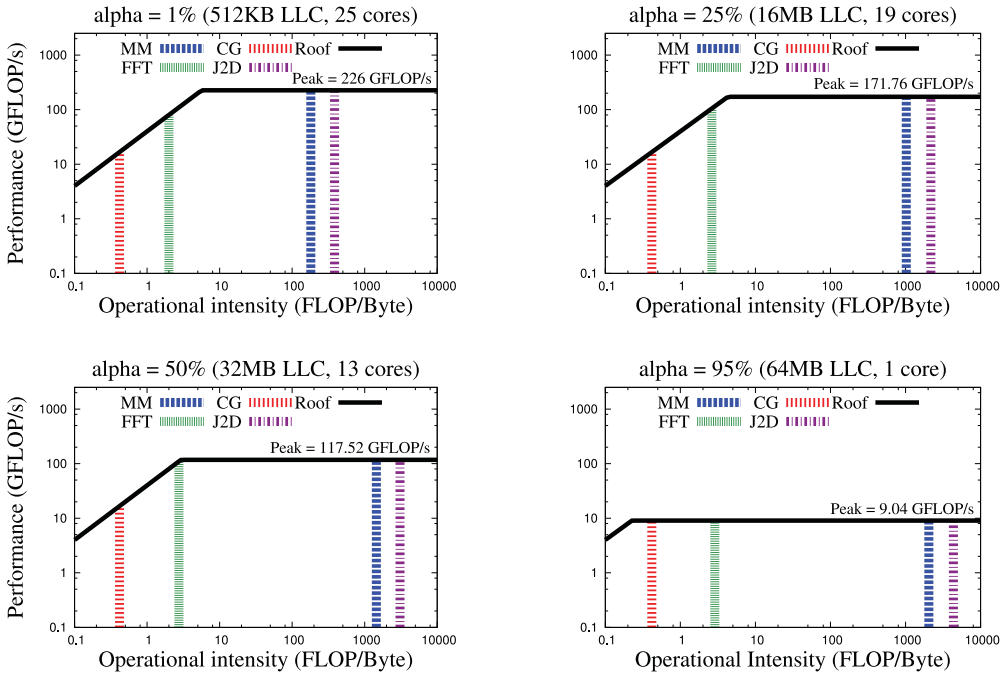 alpha = 1% (512KB LLC, 25 cores)
Performance (GFLOP/s)
1000
100
10
1
0.1
MM CG Roof
FFT J2D
Peak = 226 GFLOP/s
0.1 1 10 100 1000 10000
Operational intensity (FLOP/Byte)
alpha = 25% (16MB LLC, 19 cores)
1000
100
10
1
0.1
MM CG Roof
FFT J2D
Peak = 171.76 GFLOP/s
0.1 1 10 100 1000 10000
Operational intensity (FLOP/Byte)
alpha = 50% (32MB LLC, 13 cores)
Performance (GFLOP/s)
1000
100
10
1
0.1
MM CG Roof
FFT J2D
Peak = 117.52 GFLOP/s
0.1 1 10 100 1000 10000
Operational intensity (FLOP/Byte)
alpha = 95% (64MB LLC, 1 core)
1000
100
10
1
0.1
MM CG Roof
FFT J2D
Peak = 9.04 GFLOP/s
0.1 1 10 100 1000 10000
Operational Intensity (FLOP/Byte)